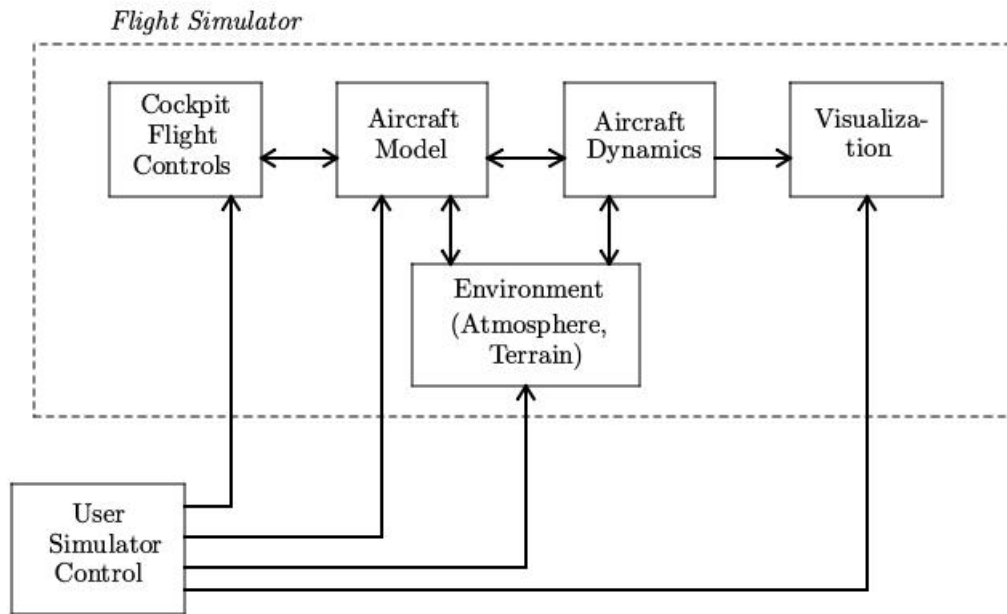 Flight Simulator
Cockpit
Flight
Controls
Aircraft
Model
Aircraft
Dynamics
Visualiza-
tion
Environment
(Atmosphere,
Terrain)
User
Simulator
Control